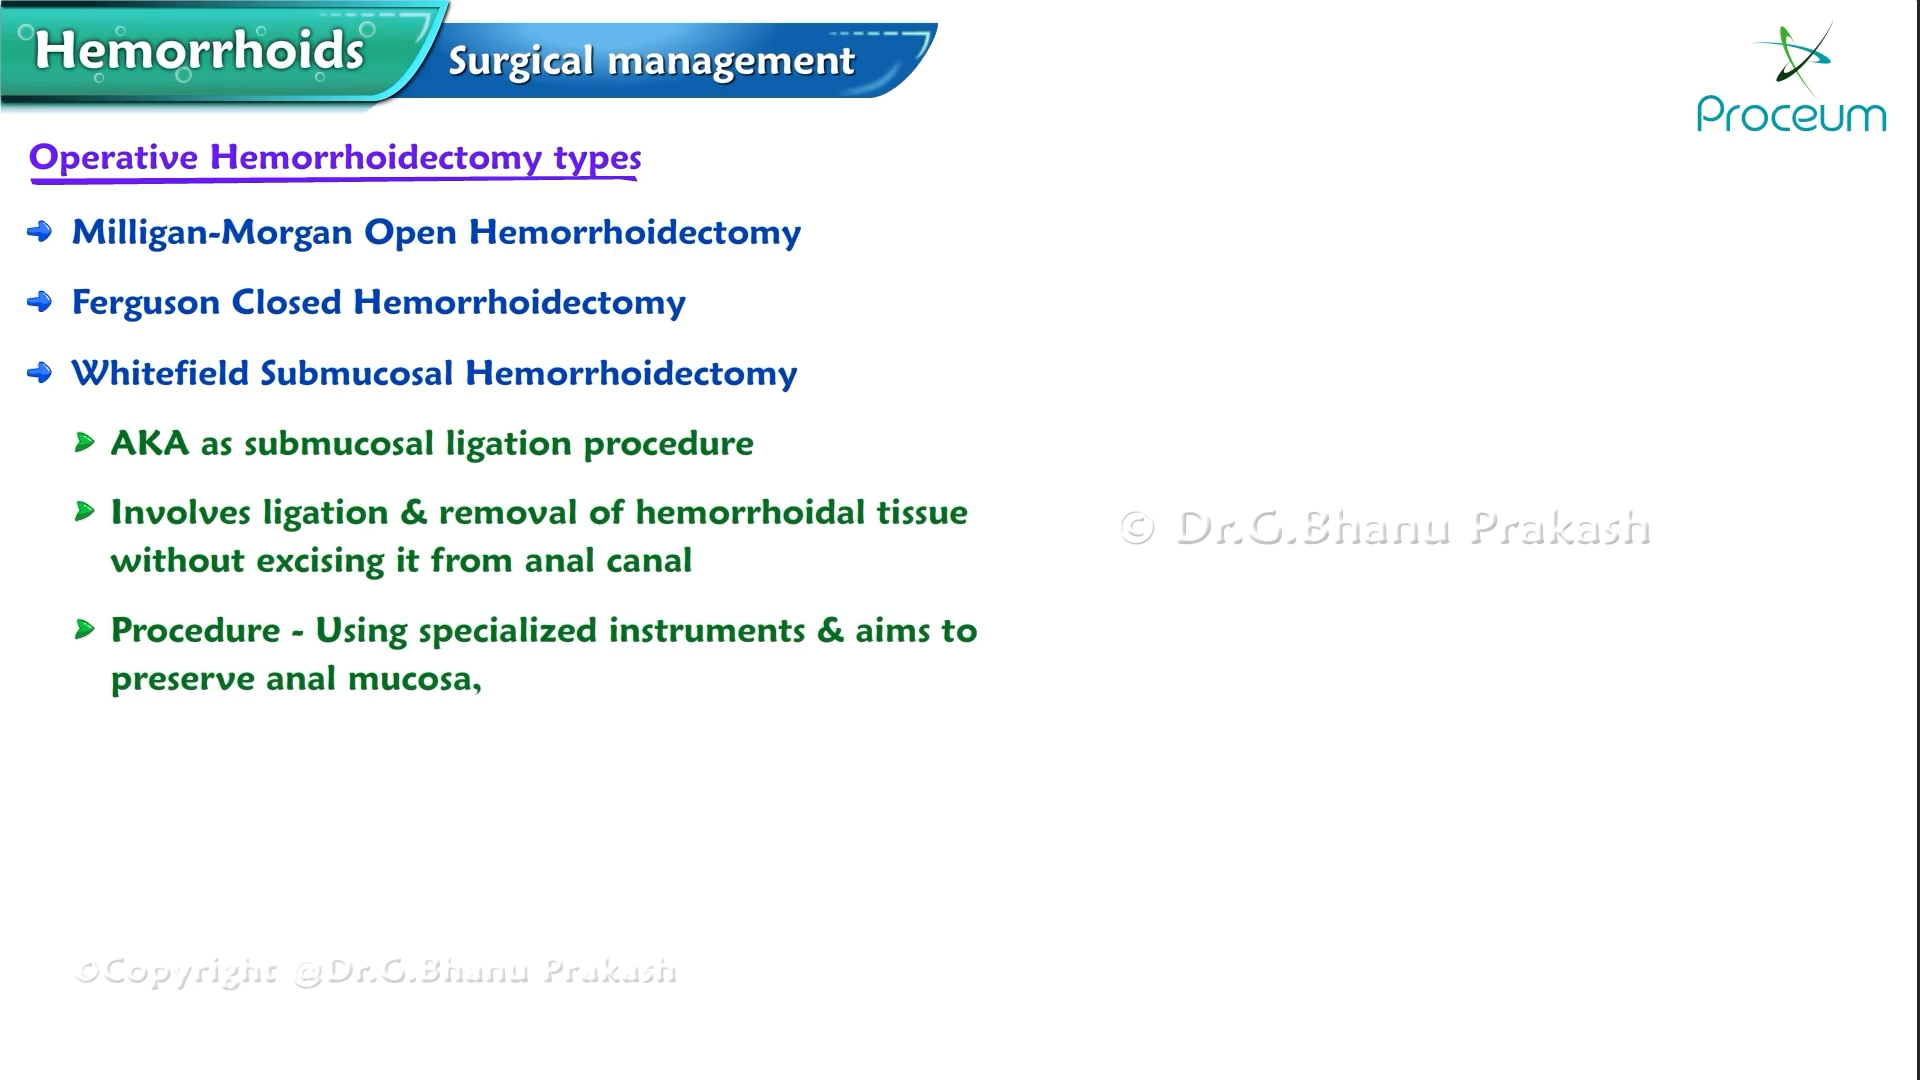 Hemorrhoids
Surgical management
Proceum
Operative Hemorrhoidectomy types
Milligan-Morgan Open Hemorrhoidectomy
Ferguson Closed Hemorrhoidectomy
Whitefield Submucosal Hemorrhoidectomy
AKA as submucosal ligation procedure
Involves ligation & removal of hemorrhoidal tissue
without excising it from anal canal
Procedure - Using specialized instruments & aims to
preserve anal mucosa,
© Dr.G.Bhanu Prakash
©Copyright @Dr.G.Bhanu Prakash